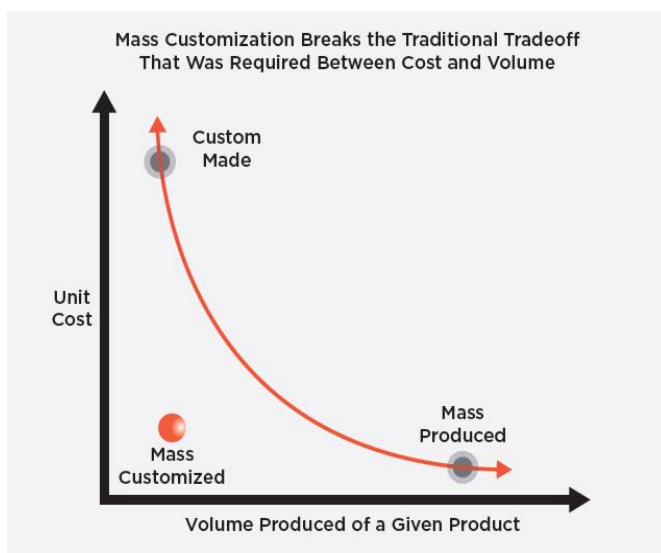 Mass Customization Breaks the Traditional Tradeoff
That Was Required Between Cost and Volume
Custom
Made
Unit
Cost
Mass
Produced
Mass
Customized
Volume Produced of a Given Product